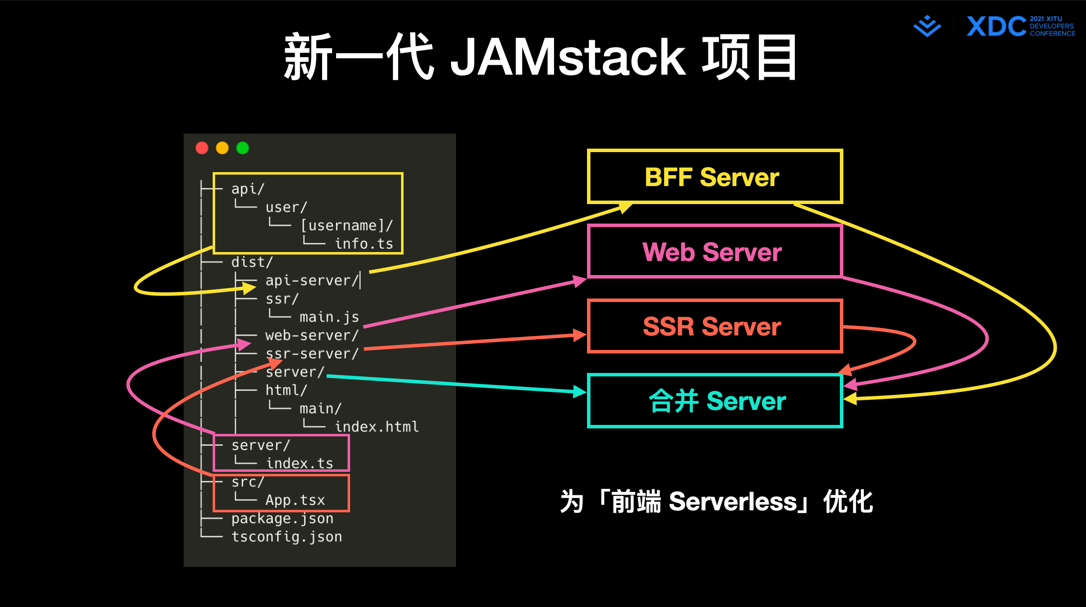 XDC
2021 XITU
DEVELOPERS
CONFERENCE
新一代 JAMstack 项目
├── api/
│   └── user/
│       └── [username]/
│           └── info.ts
├── dist/
│   ├── api-server/
│   ├── ssr/
│   │   └── main.js
│   ├── web-server/
│   ├── ssr-server/
│   ├── server/
│   ├── html/
│   │   └── main/
│   │       └── index.html
├── server/
│   └── index.ts
├── src/
│   └── App.tsx
├── package.json
└── tsconfig.json
BFF Server
Web Server
SSR Server
合并 Server
为「前端 Serverless」优化